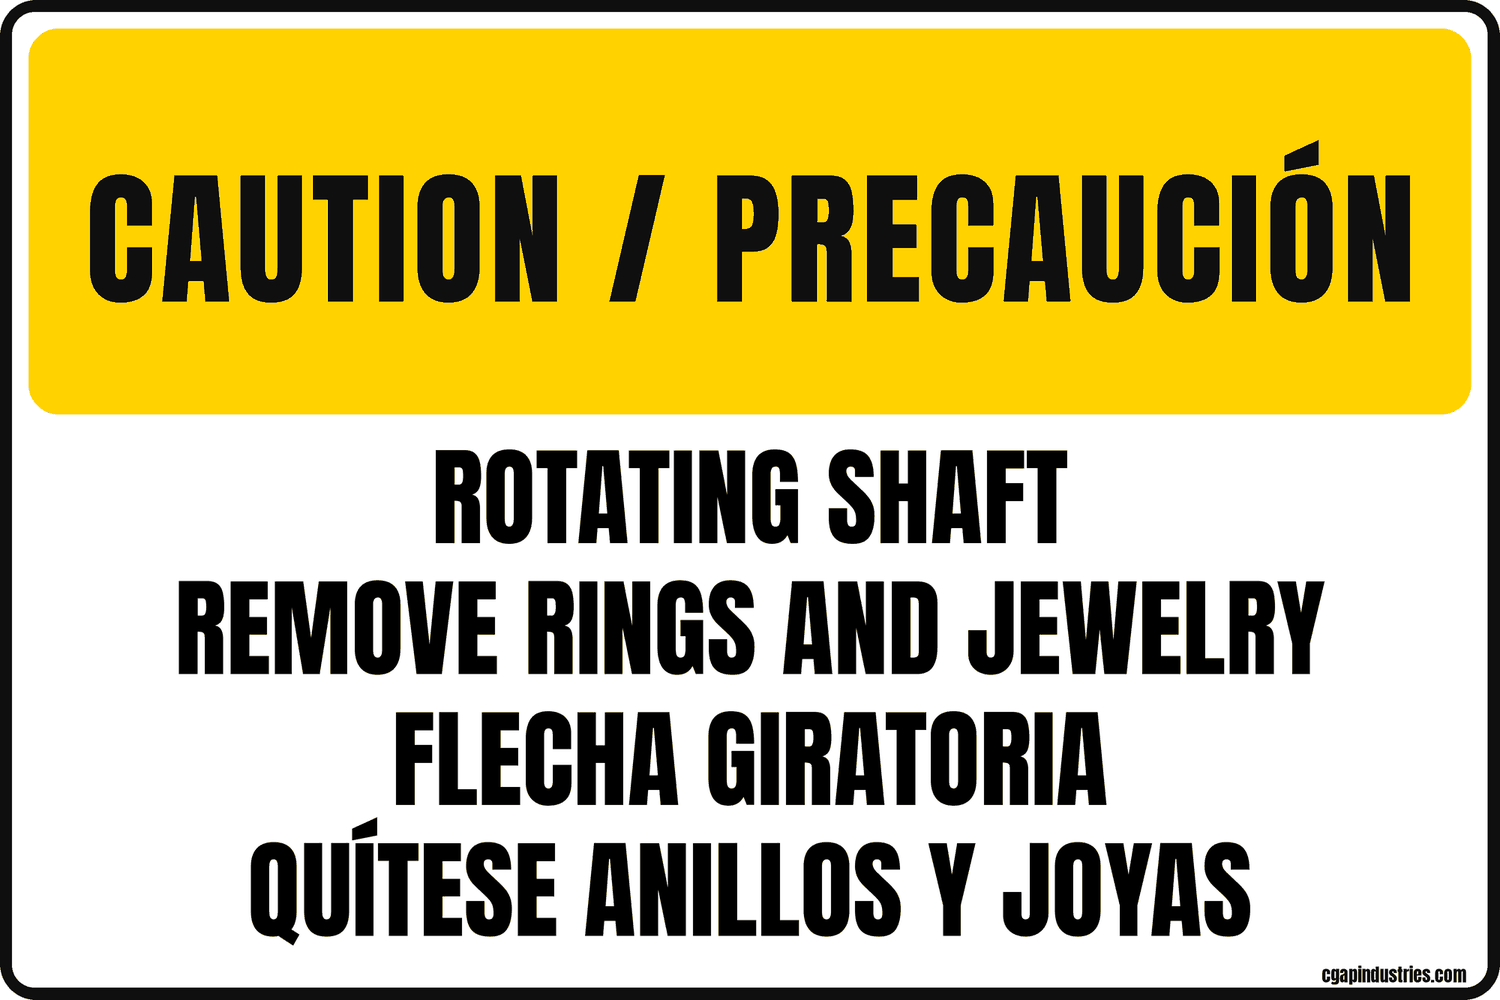 CAUTION / PRECAUCIÓN
ROTATING SHAFT
REMOVE RINGS AND JEWELRY
FLECHA GIRATORIA
QUÍTESE ANILLOS Y JOYAS
cgapindustries.com